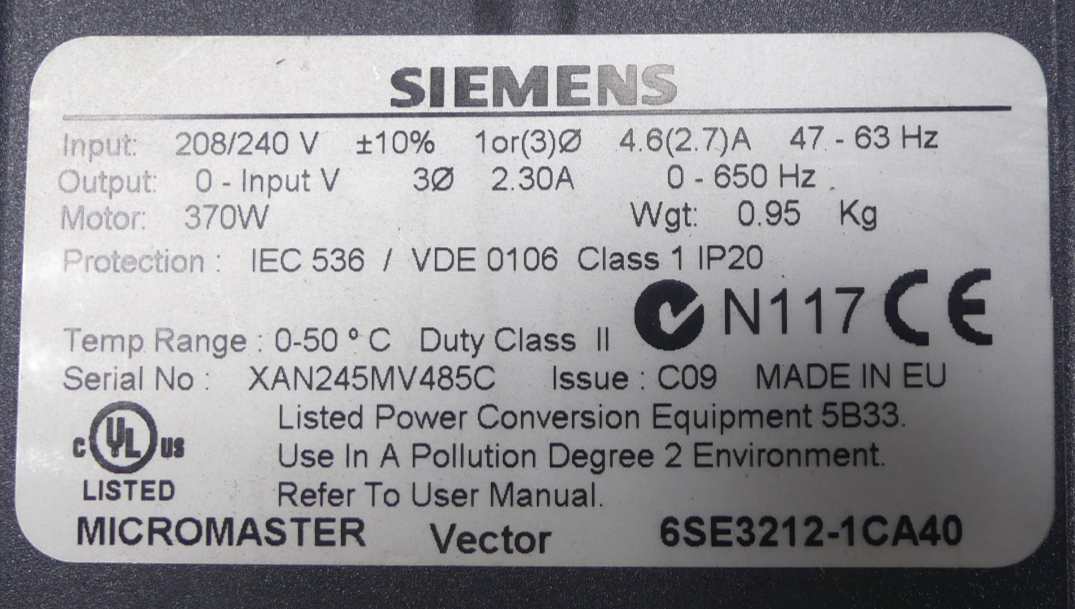 SIEMENS
Input: 208/240 V ±10% 1or(3)Ø 4.6(2.7)A 47 - 63 Hz
Output: 0 - Input V 3Ø 2.30A 0 - 650 Hz .
Motor: 370W Wgt: 0.95 Kg
Protection : IEC 536 / VDE 0106 Class 1 IP20
N117 CE
Temp Range : 0-50 º C Duty Class II
Serial No : XAN245MV485C Issue : C09 MADE IN EU
Listed Power Conversion Equipment 5B33.
C UL US Use In A Pollution Degree 2 Environment.
LISTED Refer To User Manual.
MICROMASTER Vector 6SE3212-1CA40